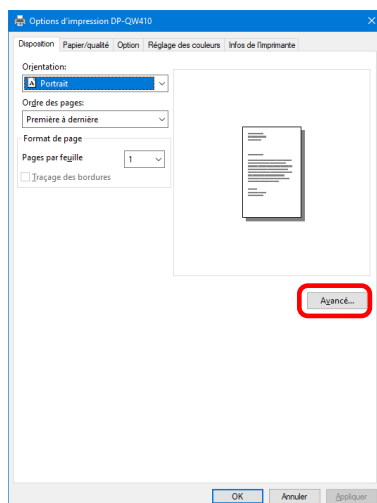 Options d'impression DP-QW410
Disposition Papier/qualité Option Réglage des couleurs Infos de l'imprimante
Orientation:
A Portrait
Ordre des pages:
Première à dernière
Format de page
Pages par feuille 1
Traçage des bordures
Avancé...
OK Annuler Appliquer